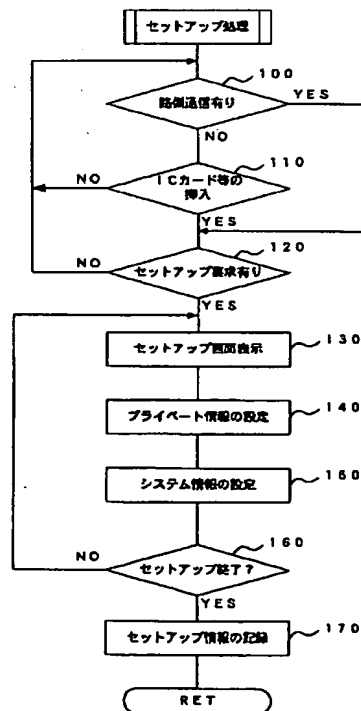 セットアップ処理
100
路側通信有り
YES
NO
110
NO
ICカード等の
挿入
YES
120
NO
セットアップ要求有り
YES
130
セットアップ画面表示
140
プライベート情報の設定
150
システム情報の設定
160
NO
セットアップ終了?
YES
170
セットアップ情報の記録
RET